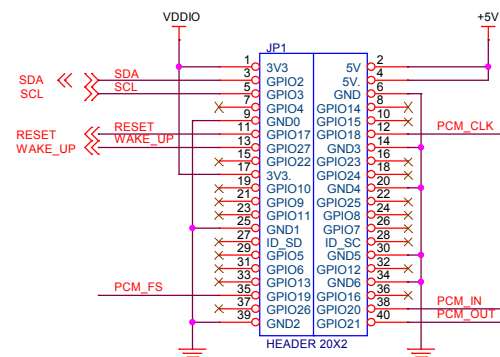 VDDIO +5V
JP1
1 3V3 5V 2
SDA SDA 3 GPIO2 5V. 4
SCL SCL 5 GPIO3 GND 6
7 GPIO4 GPIO14 8
9 GND0 GPIO15 10
RESET RESET 11 GPIO17 GPIO18 12 PCM_CLK
WAKE_UP WAKE_UP 13 GPIO27 GND3 14
15 GPIO22 GPIO23 16
17 3V3. GPIO24 18
19 GPIO10 GND4 20
21 GPIO9 GPIO25 22
23 GPIO11 GPIO8 24
25 GND1 GPIO7 26
27 ID_SD ID_SC 28
29 GPIO5 GND5 30
31 GPIO6 GPIO12 32
33 GPIO13 GND6 34
PCM_FS 35 GPIO19 GPIO16 36
37 GPIO26 GPIO20 38 PCM_IN
39 GND2 GPIO21 40 PCM_OUT
HEADER 20X2